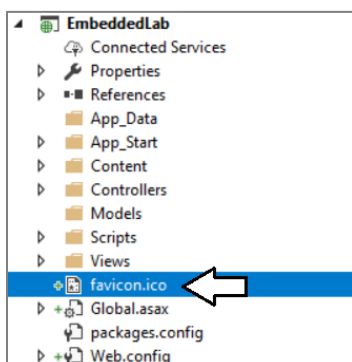 EmbeddedLab
Connected Services
Properties
References
App_Data
App_Start
Content
Controllers
Models
Scripts
Views
favicon.ico
Global.asax
packages.config
Web.config